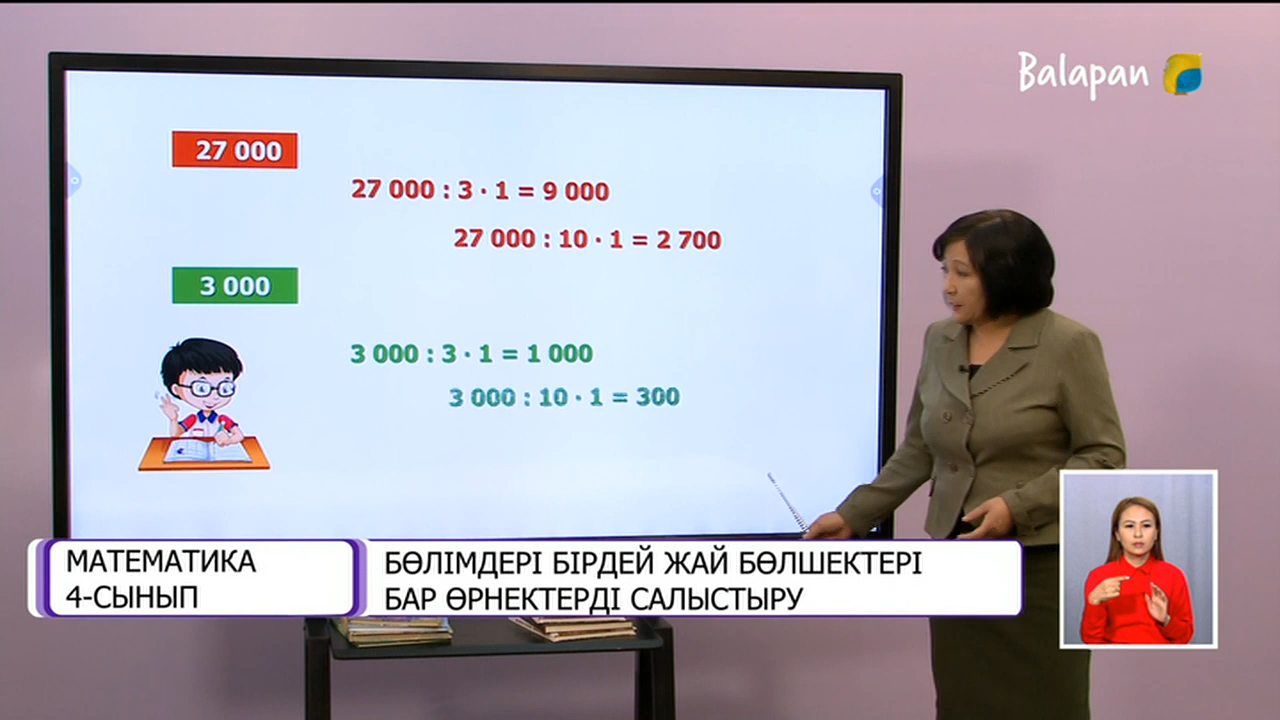 Balapan
27 000
27 000 : 3 · 1 = 9 000
27 000 : 10 · 1 = 2 700
3 000
3 000 : 3 · 1 = 1 000
3 000 : 10 · 1 = 300
МАТЕМАТИКА
4-СЫНЫП
БӨЛІМДЕРІ БІРДЕЙ ЖАЙ БӨЛШЕКТЕРІ
БАР ӨРНЕКТЕРДІ САЛЫСТЫРУ